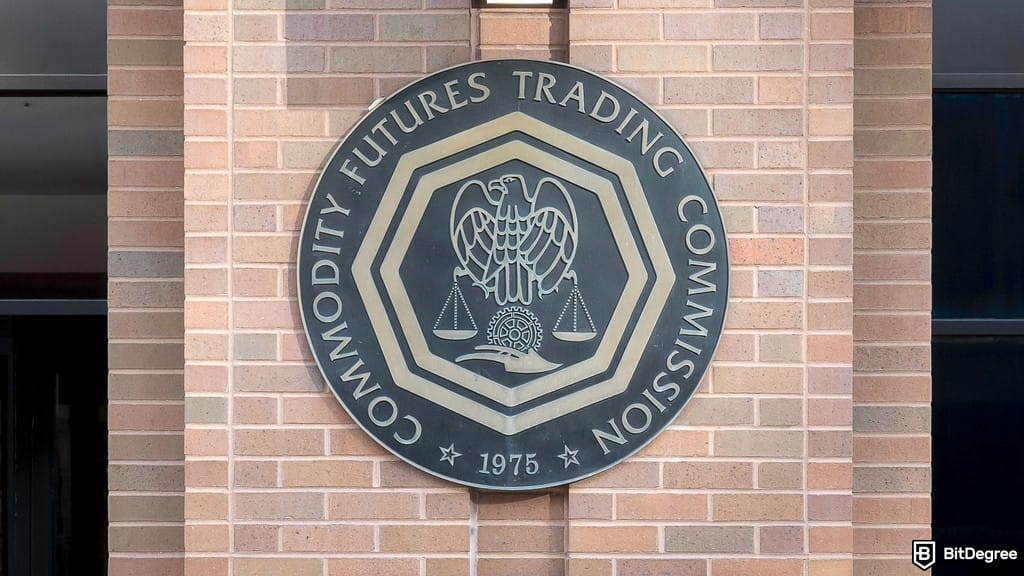 COMMODITY FUTURES TRADING COMMISSION
1975
BitDegree